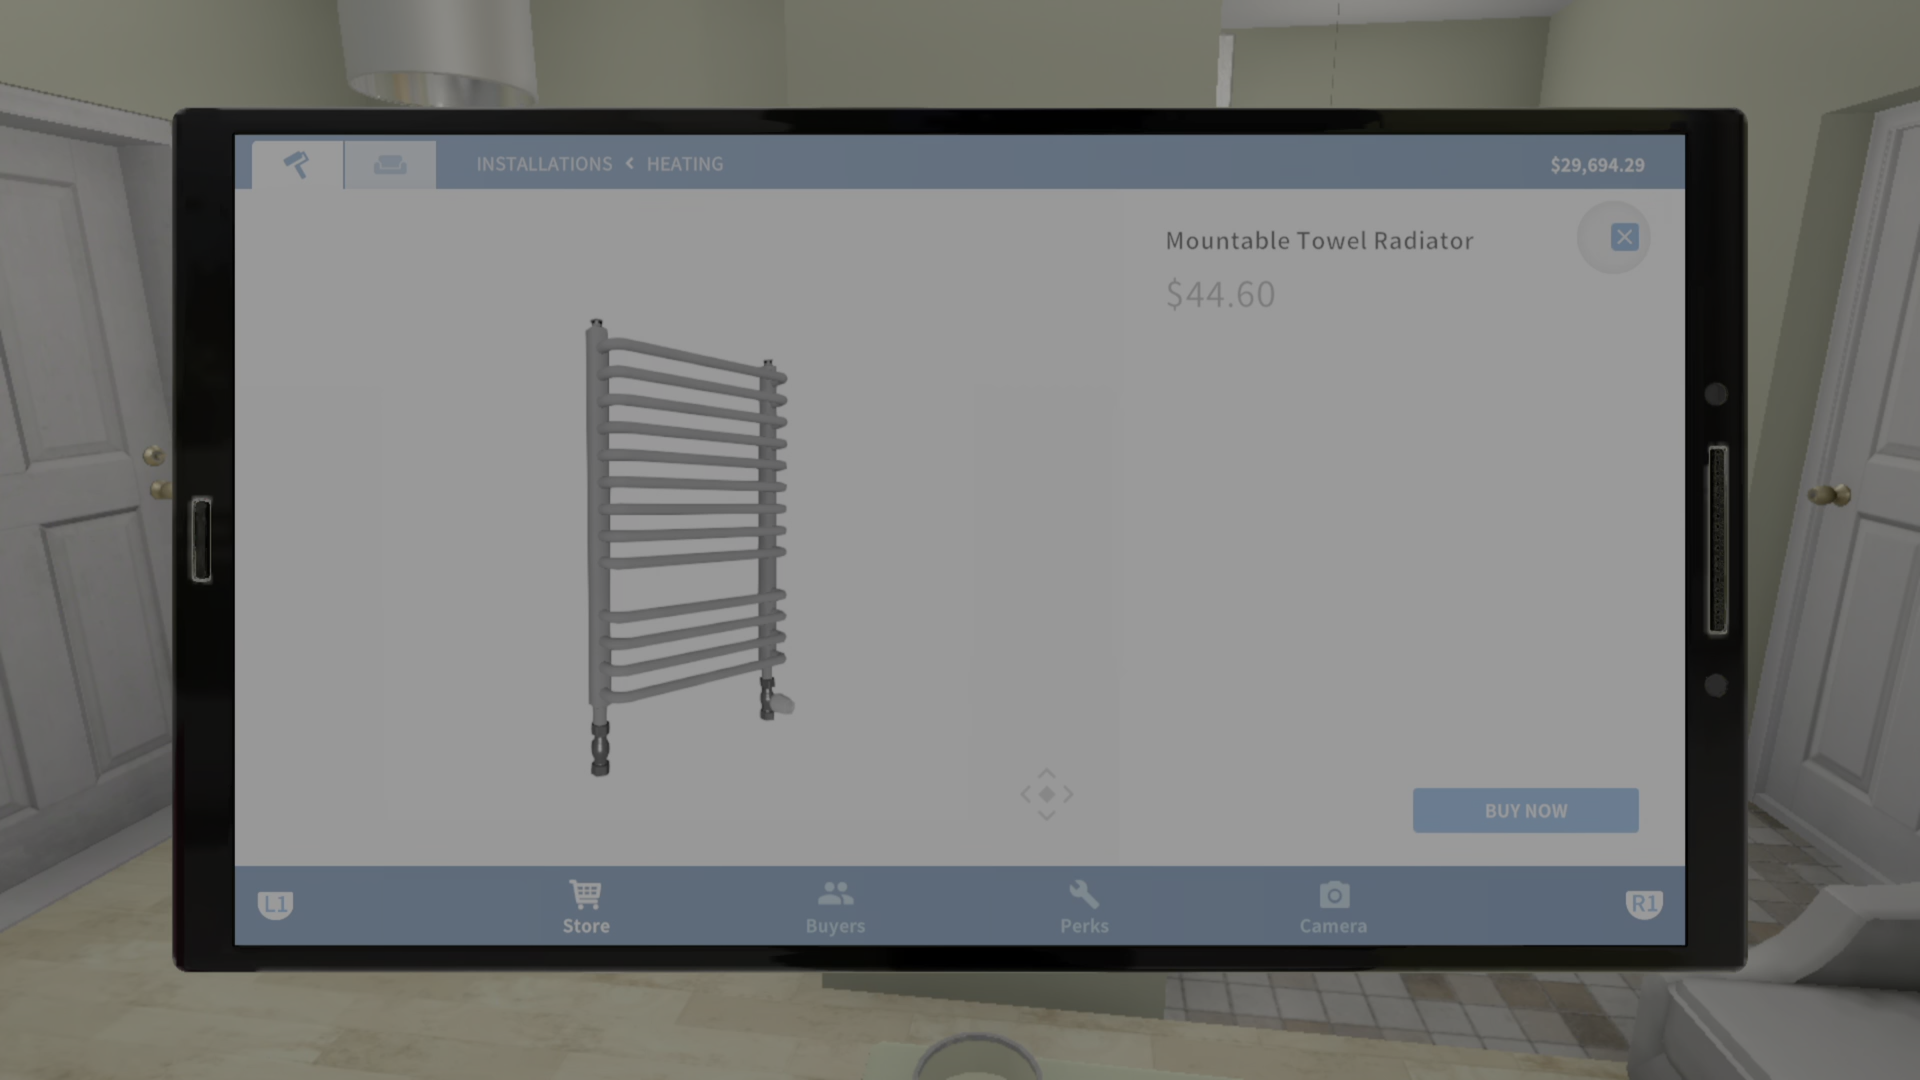 INSTALLATIONS < HEATING
$29,694.29
Mountable Towel Radiator
$44.60
BUY NOW
L1
Store
Buyers
Perks
Camera
R1